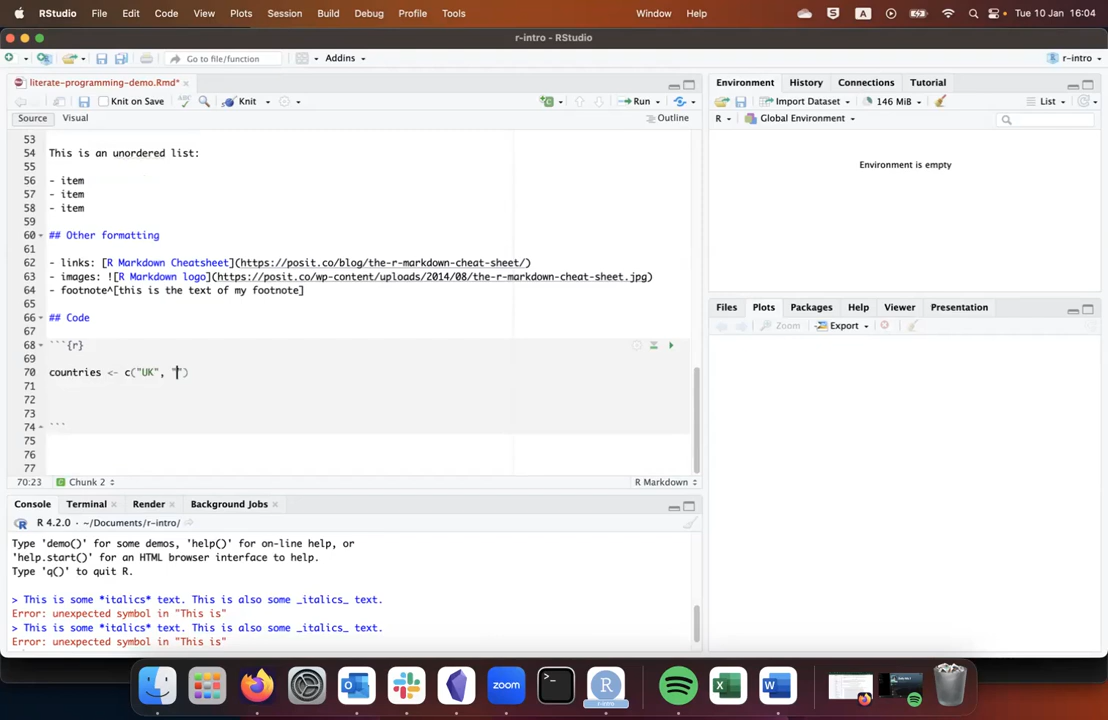 RStudio File Edit Code View Plots Session Build Debug Profile Tools Window Help S A Tue 10 Jan 16:04
r-intro - RStudio
Go to file/function Addins r-intro
literate-programming-demo.Rmd*
Knit on Save Knit Run
Source Visual Outline
53
54 This is an unordered list:
55
56 - item
57 - item
58 - item
59
60 ## Other formatting
61
62 - links: [R Markdown Cheatsheet](https://posit.co/blog/the-r-markdown-cheat-sheet/)
63 - images: ![R Markdown logo](https://posit.co/wp-content/uploads/2014/08/the-r-markdown-cheat-sheet.jpg)
64 - footnote^[this is the text of my footnote]
65
66 ## Code
67
68 ```{r}
69
70 countries <- c("UK", "")
71
72
73
74 ```
75
76
77
70:23 Chunk 2 R Markdown
Console Terminal Render Background Jobs
R 4.2.0 · ~/Documents/r-intro/
Type 'demo()' for some demos, 'help()' for on-line help, or
'help.start()' for an HTML browser interface to help.
Type 'q()' to quit R.
> This is some *italics* text. This is also some _italics_ text.
Error: unexpected symbol in "This is"
> This is some *italics* text. This is also some _italics_ text.
Error: unexpected symbol in "This is"
Environment History Connections Tutorial
Import Dataset 146 MiB List
R Global Environment
Environment is empty
Files Plots Packages Help Viewer Presentation
Zoom Export
zoom
>_
R
r-intro
X
W